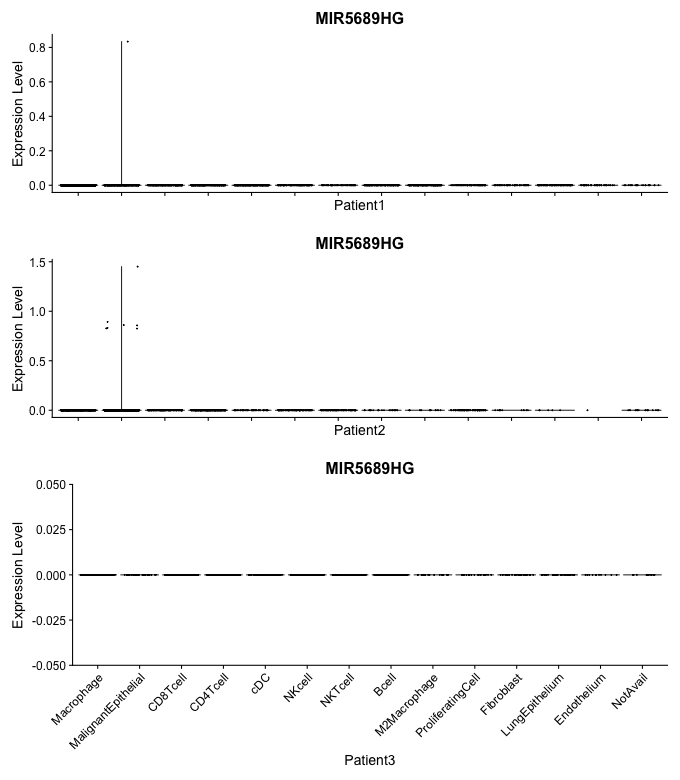 MIR5689HG
Expression Level
0.8
0.6
0.4
0.2
0.0
Patient1
MIR5689HG
Expression Level
1.5
1.0
0.5
0.0
Patient2
MIR5689HG
Expression Level
0.050
0.025
0.000
-0.025
-0.050
Macrophage
MalignantEpithelial
CD8Tcell
CD4Tcell
cDC
NKcell
NKTcell
Bcell
M2Macrophage
ProliferatingCell
Fibroblast
LungEpithelium
Endothelium
NotAvail
Patient3